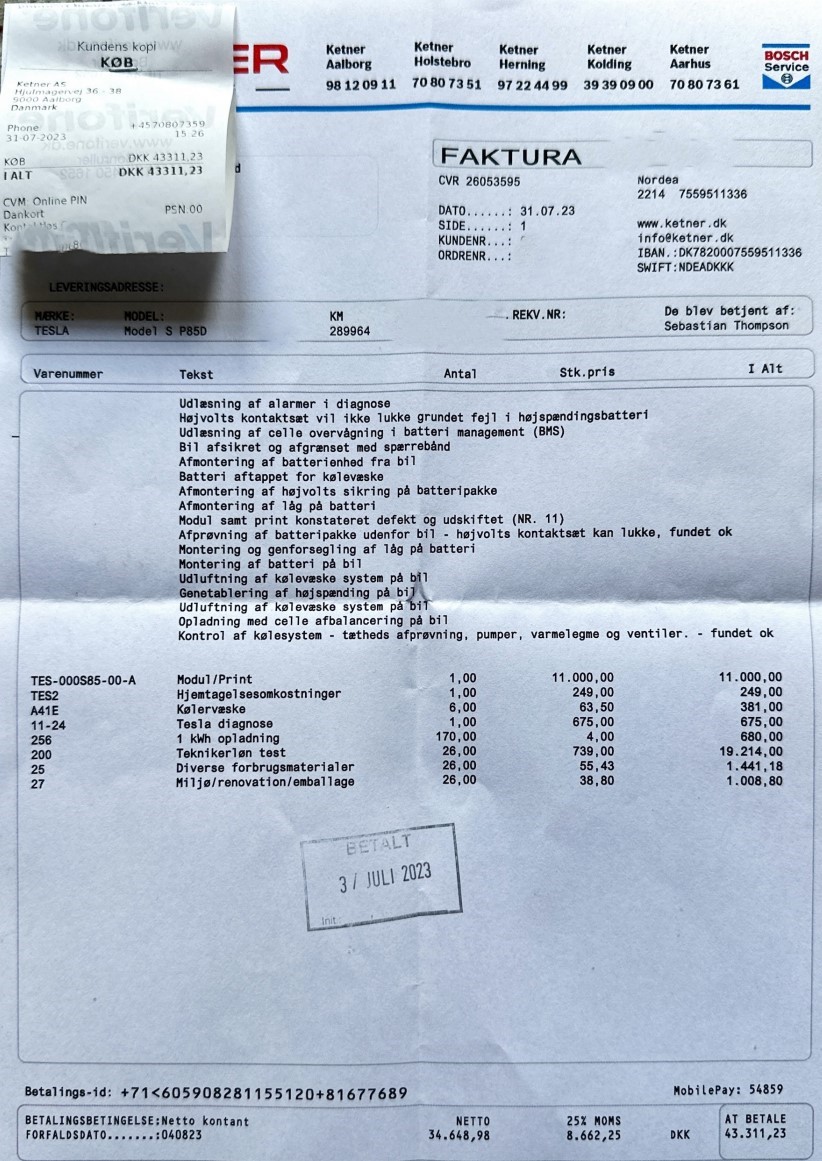 Kundens kopi
KØB
Ketner AS
Hjulmagervej 36 - 38
9000 Aalborg
Danmark
Phone +4570807359
31-07-2023 15:26
KØB DKK 43311,23
I ALT DKK 43311,23
CVM: Online PIN
Dankort PSN:00
ER
Ketner Aalborg
98 12 09 11
Ketner Holstebro
70 80 73 51
Ketner Herning
97 22 44 99
Ketner Kolding
39 39 09 00
Ketner Aarhus
70 80 73 61
BOSCH
Service
FAKTURA
CVR 26053595
DATO......: 31.07.23
SIDE......: 1
KUNDENR...:
ORDRENR...:
Nordea
2214 7559511336
www.ketner.dk
info@ketner.dk
IBAN.:DK7820007559511336
SWIFT:NDEADKKK
LEVERINGSADRESSE:
MÆRKE: MODEL: KM REKV.NR: De blev betjent af:
TESLA Model S P85D 289964 Sebastian Thompson
Varenummer Tekst Antal Stk.pris I Alt
Udlæsning af alarmer i diagnose
Højvolts kontaktsæt vil ikke lukke grundet fejl i højspændingsbatteri
Udlæsning af celle overvågning i batteri management (BMS)
Bil afsikret og afgrænset med spærrebånd
Afmontering af batterienhed fra bil
Batteri aftappet for kølevæske
Afmontering af højvolts sikring på batteripakke
Afmontering af låg på batteri
Modul samt print konstateret defekt og udskiftet (NR. 11)
Afprøvning af batteripakke udenfor bil - højvolts kontaktsæt kan lukke, fundet ok
Montering og genforsegling af låg på batteri
Montering af batteri på bil
Udluftning af kølevæske system på bil
Genetablering af højspænding på bil
Udluftning af kølevæske system på bil
Opladning med celle afbalancering på bil
Kontrol af kølesystem - tætheds afprøvning, pumper, varmelegme og ventiler. - fundet ok
TES-000S85-00-A Modul/Print 1,00 11.000,00 11.000,00
TES2 Hjemtagelsesomkostninger 1,00 249,00 249,00
A41E Kølervæske 6,00 63,50 381,00
11-24 Tesla diagnose 1,00 675,00 675,00
256 1 kWh opladning 170,00 4,00 680,00
200 Teknikerløn test 26,00 739,00 19.214,00
25 Diverse forbrugsmaterialer 26,00 55,43 1.441,18
27 Miljø/renovation/emballage 26,00 38,80 1.008,80
BETALT
31 JULI 2023
Init.
Betalings-id: +71<605908281155120+81677689 MobilePay: 54859
BETALINGSBETINGELSE:Netto kontant NETTO 25% MOMS AT BETALE
FORFALDSDATO.......:040823 34.648,98 8.662,25 DKK 43.311,23